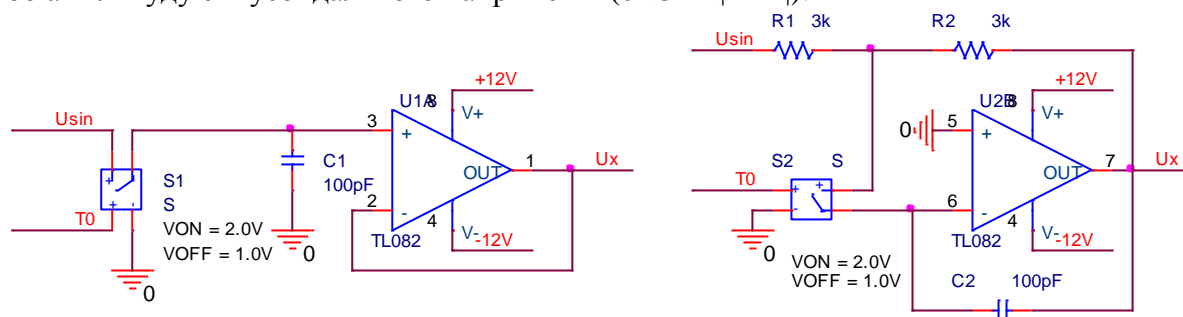 R1 3k
R2 3k
Usin
+12V
U1A
8
V+
Usin
3
+
C1
100pF
OUT
1
Ux
S1
S
T0
2
-
4
V-
-12V
TL082
VON = 2.0V
VOFF = 1.0V
0
0
+12V
U2B
8
V+
0
5
+
S2 S
OUT
7
Ux
T0
6
-
4
V-
-12V
TL082
0
VON = 2.0V
VOFF = 1.0V
C2 100pF